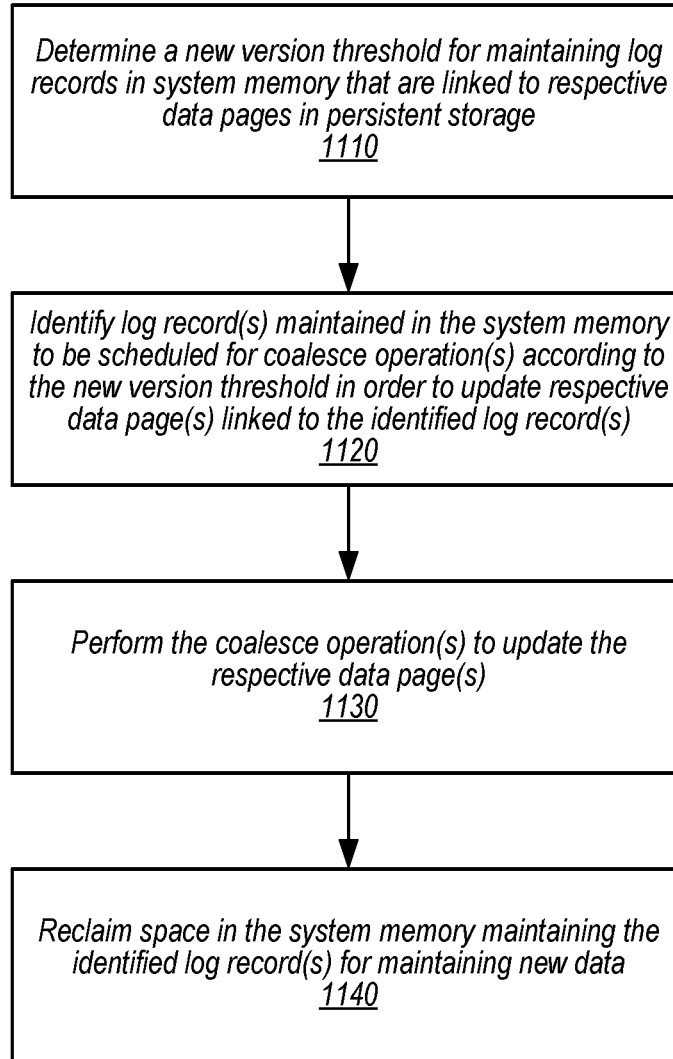 Determine a new version threshold for maintaining log
records in system memory that are linked to respective
data pages in persistent storage
1110
Identify log record(s) maintained in the system memory
to be scheduled for coalesce operation(s) according to
the new version threshold in order to update respective
data page(s) linked to the identified log record(s)
1120
Perform the coalesce operation(s) to update the
respective data page(s)
1130
Reclaim space in the system memory maintaining the
identified log record(s) for maintaining new data
1140